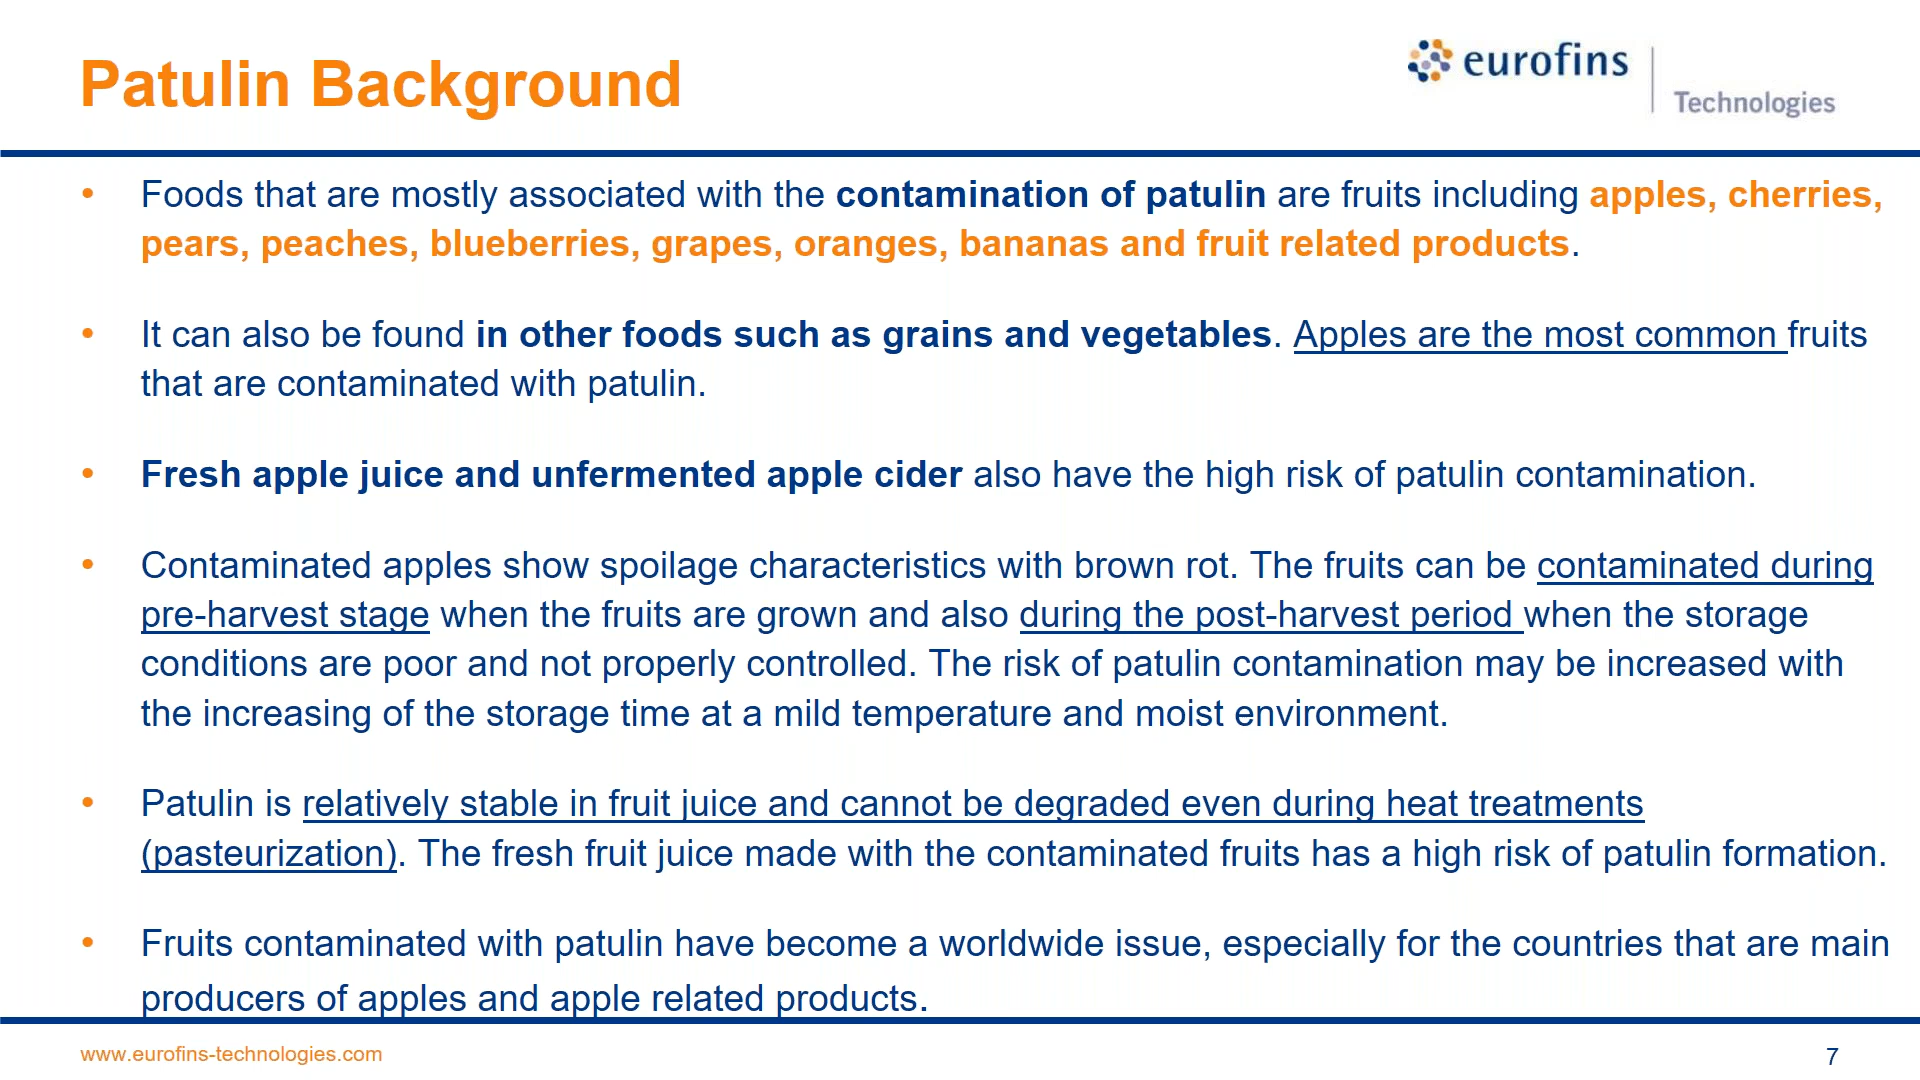 Patulin Background
eurofins
Technologies
• Foods that are mostly associated with the contamination of patulin are fruits including apples, cherries,
pears, peaches, blueberries, grapes, oranges, bananas and fruit related products.
• It can also be found in other foods such as grains and vegetables. Apples are the most common fruits
that are contaminated with patulin.
• Fresh apple juice and unfermented apple cider also have the high risk of patulin contamination.
• Contaminated apples show spoilage characteristics with brown rot. The fruits can be contaminated during
pre-harvest stage when the fruits are grown and also during the post-harvest period when the storage
conditions are poor and not properly controlled. The risk of patulin contamination may be increased with
the increasing of the storage time at a mild temperature and moist environment.
• Patulin is relatively stable in fruit juice and cannot be degraded even during heat treatments
(pasteurization). The fresh fruit juice made with the contaminated fruits has a high risk of patulin formation.
• Fruits contaminated with patulin have become a worldwide issue, especially for the countries that are main
producers of apples and apple related products.
www.eurofins-technologies.com
7